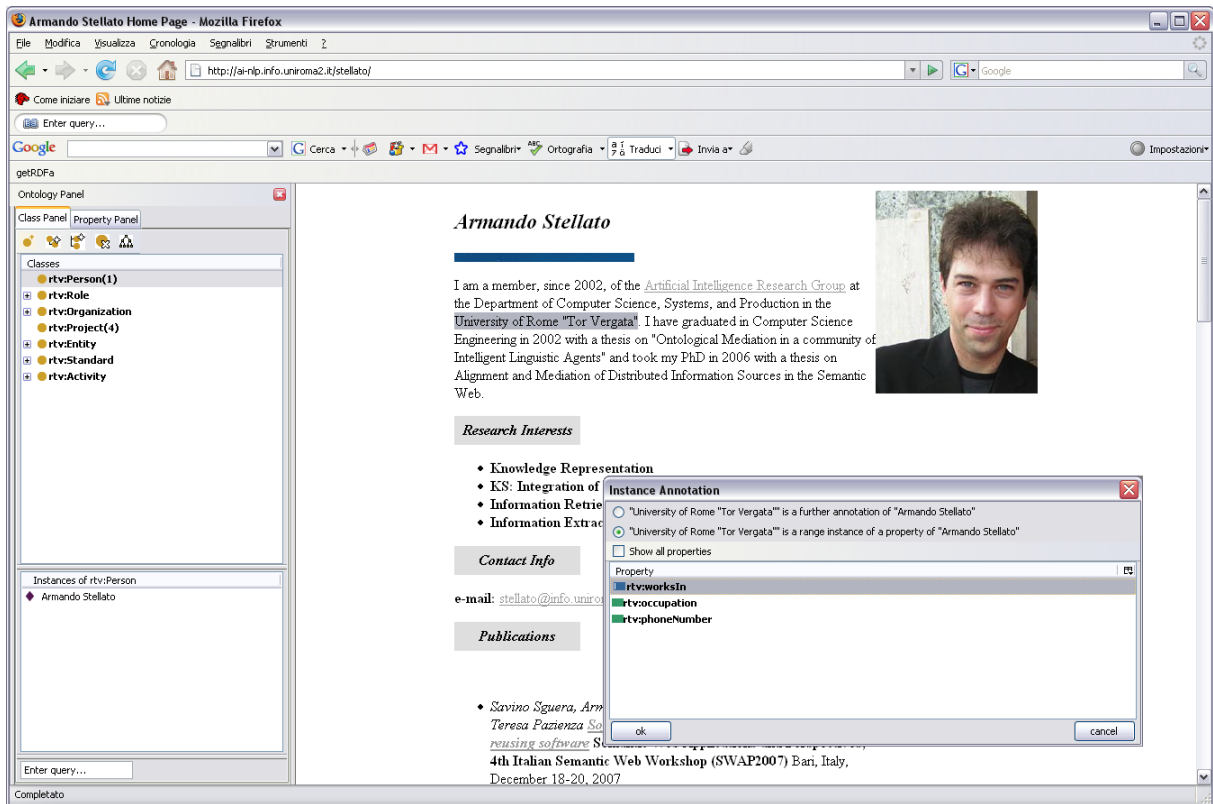 Armando Stellato Home Page - Mozilla Firefox
File Modifica Visualizza Cronologia Segnalibri Strumenti ?
http://ai-nlp.info.uniroma2.it/stellato/
G Google
Come iniziare Ultime notizie
Enter query...
Google G Cerca Segnalibri ABC Ortografia Traduci Invia a Impostazioni
getRDFa
Ontology Panel
Class Panel Property Panel
Classes
rtv:Person(1)
rtv:Role
rtv:Organization
rtv:Project(4)
rtv:Entity
rtv:Standard
rtv:Activity
Instances of rtv:Person
Armando Stellato
Enter query...
Armando Stellato
I am a member, since 2002, of the Artificial Intelligence Research Group at
the Department of Computer Science, Systems, and Production in the
University of Rome "Tor Vergata". I have graduated in Computer Science
Engineering in 2002 with a thesis on "Ontological Mediation in a community of
Intelligent Linguistic Agents" and took my PhD in 2006 with a thesis on
Alignment and Mediation of Distributed Information Sources in the Semantic
Web.
Research Interests
Knowledge Representation
KS: Integration of
Information Retrie
Information Extrac
Contact Info
e-mail: stellato@info.uniro
Publications
Savino Sguera, Arm
Teresa Pazienza So
reusing software Semantic Web Applications and Perspectives,
4th Italian Semantic Web Workshop (SWAP2007) Bari, Italy,
December 18-20, 2007
Instance Annotation
"University of Rome "Tor Vergata"" is a further annotation of "Armando Stellato"
"University of Rome "Tor Vergata"" is a range instance of a property of "Armando Stellato"
Show all properties
Property
rtv:worksIn
rtv:occupation
rtv:phoneNumber
ok cancel
Completato